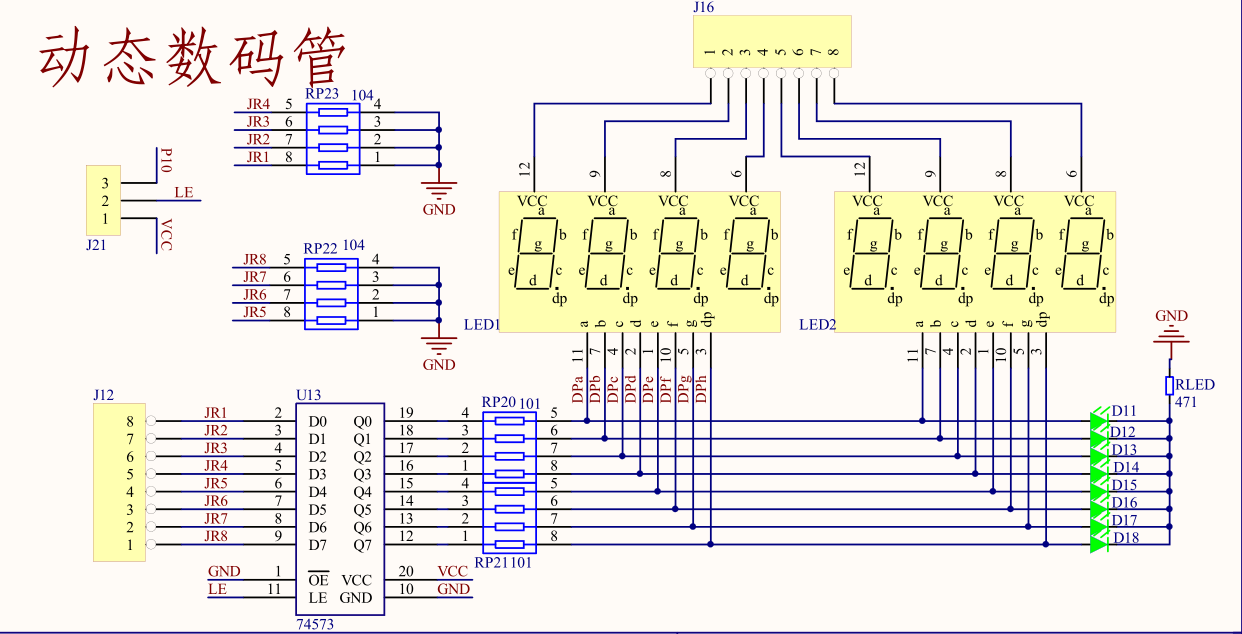 动态数码管
J16
1 2 3 4 5 6 7 8
RP23 104
JR4 5 4
JR3 6 3
JR2 7 2
JR1 8 1
GND
P10
3
2 LE
1
VCC
J21
RP22 104
JR8 5 4
JR7 6 3
JR6 7 2
JR5 8 1
GND
12 9 8 6 12 9 8 6
VCC VCC VCC VCC VCC VCC VCC VCC
a a a a a a a a
f b f b f b f b f b f b f b f b
g g g g g g g g
e c e c e c e c e c e c e c e c
d d d d d d d d
dp dp dp dp dp dp dp dp
LED1 a b c d e f g dp LED2 a b c d e f g dp
11 7 4 2 1 10 5 3 11 7 4 2 1 10 5 3
DPa DPb DPc DPd DPe DPf DPg DPh
GND
RLED
471
J12 U13 RP20 101
8 JR1 2 D0 Q0 19 4 5 D11
7 JR2 3 D1 Q1 18 3 6 D12
6 JR3 4 D2 Q2 17 2 7 D13
5 JR4 5 D3 Q3 16 1 8 D14
4 JR5 6 D4 Q4 15 4 5 D15
3 JR6 7 D5 Q5 14 3 6 D16
2 JR7 8 D6 Q6 13 2 7 D17
1 JR8 9 D7 Q7 12 1 8 D18
RP21 101
GND 1 OE VCC 20 VCC
LE 11 LE GND 10 GND
74573